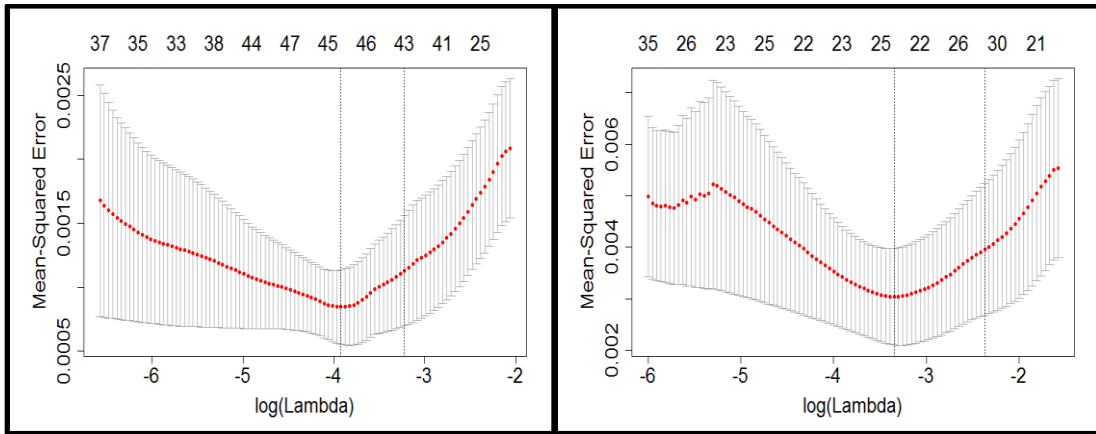 37 35 33 38 44 47 45 46 43 41 25
Mean-Squared Error
0.0025
0.0015
0.0005
-6 -5 -4 -3 -2
log(Lambda)
35 26 23 25 22 23 25 22 26 30 21
Mean-Squared Error
0.006
0.004
0.002
-6 -5 -4 -3 -2
log(Lambda)